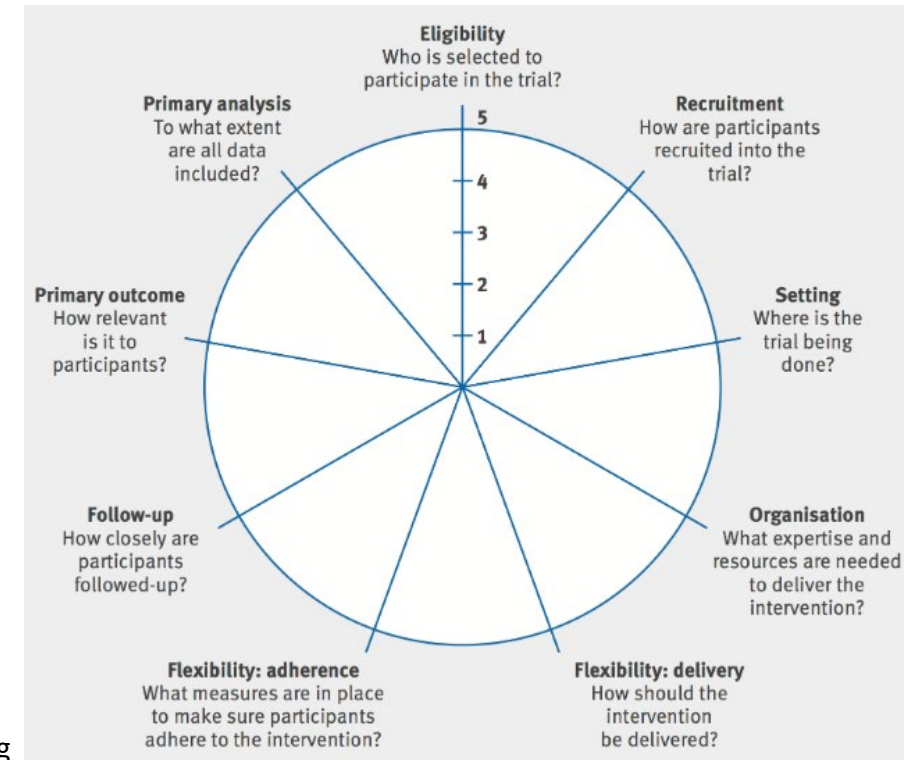 Eligibility
Who is selected to
participate in the trial?
Primary analysis
To what extent
are all data
included?
5
4
3
2
1
Recruitment
How are participants
recruited into the
trial?
Primary outcome
How relevant
is it to
participants?
Setting
Where is the
trial being
done?
Follow-up
How closely are
participants
followed-up?
Organisation
What expertise and
resources are needed
to deliver the
intervention?
Flexibility: adherence
What measures are in place
to make sure participants
adhere to the intervention?
Flexibility: delivery
How should the
intervention
be delivered?
g